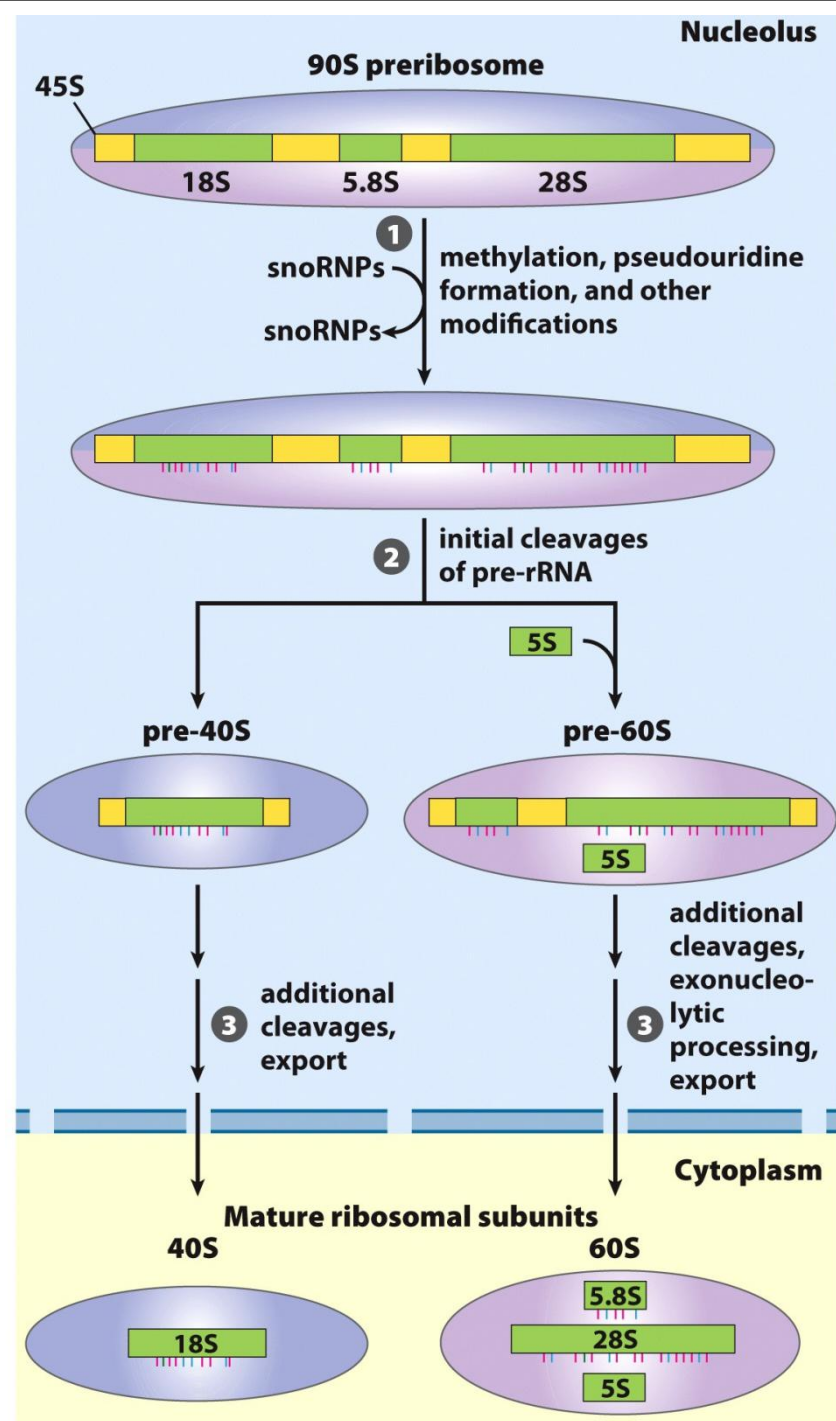 Nucleolus
90S preribosome
45S
18S
5.8S
28S
1
snoRNPs
snoRNPs
methylation, pseudouridine
formation, and other
modifications
2
initial cleavages
of pre-rRNA
5S
pre-40S
pre-60S
5S
3
additional
cleavages,
export
3
additional
cleavages,
exonucleo-
lytic
processing,
export
Cytoplasm
Mature ribosomal subunits
40S
60S
18S
5.8S
28S
5S